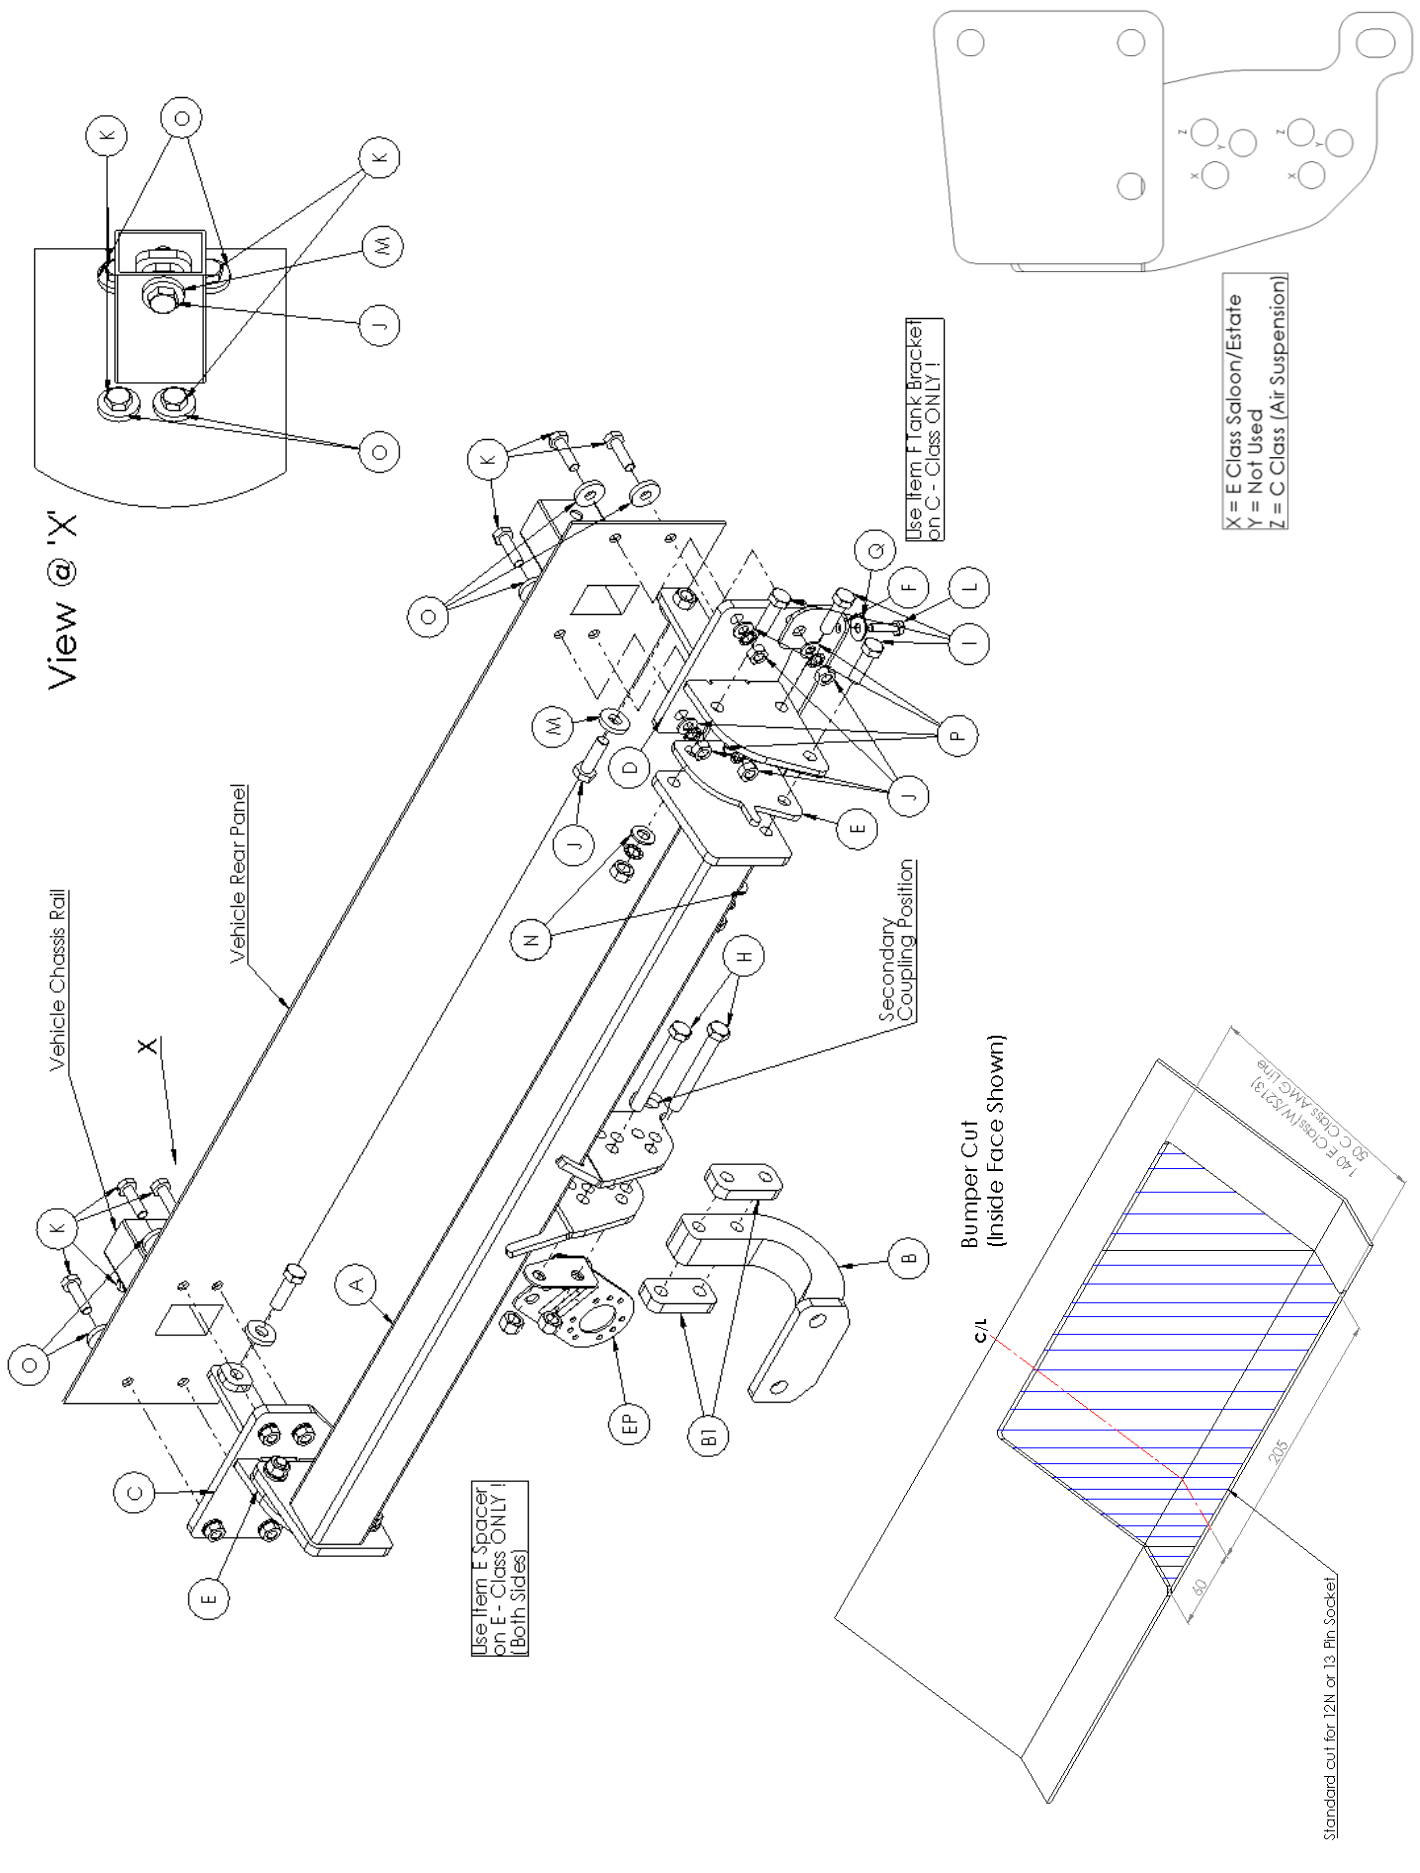 View @ 'X'
K
O
K
M
J
O
Vehicle Chassis Rail
Vehicle Rear Panel
X
K
O
K
O
M
J
A
C
E
D
N
E
Use Item F Tank Bracket
on C - Class ONLY !
Q
F
L
I
P
J
H
Secondary
Coupling Position
B
B1
EP
Use Item E Spacer
on E - Class ONLY !
(Both Sides)
Z
Y
X
Z
Y
X
X = E Class Saloon/Estate
Y = Not Used
Z = C Class (Air Suspension)
Bumper Cut
(Inside Face Shown)
C/L
140 E Class(W/S213)
50 C Class AMG Line
205
60
Standard cut for 12N or 13 Pin Socket